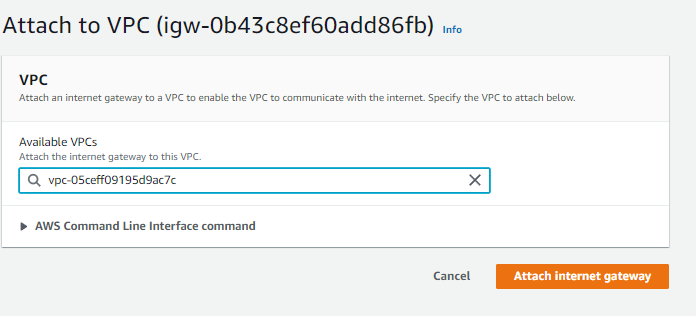 Attach to VPC (igw-0b43c8ef60add86fb) Info
VPC
Attach an internet gateway to a VPC to enable the VPC to communicate with the internet. Specify the VPC to attach below.
Available VPCs
Attach the internet gateway to this VPC.
vpc-05ceff09195d9ac7c
AWS Command Line Interface command
Cancel Attach internet gateway